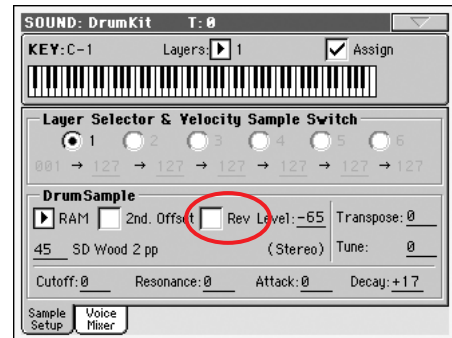 SOUND: DrumKit T:0
KEY:C-1 Layers: 1 Assign
Layer Selector & Velocity Sample Switch
1 2 3 4 5 6
001 → 127 → 127 → 127 → 127 → 127 → 127
DrumSample
RAM 2nd. Offset Rev Level:-65 Transpose:0
45 SD Wood 2 pp (Stereo) Tune: 0
Cutoff:0 Resonance:0 Attack:0 Decay:+17
Sample Setup Voice Mixer